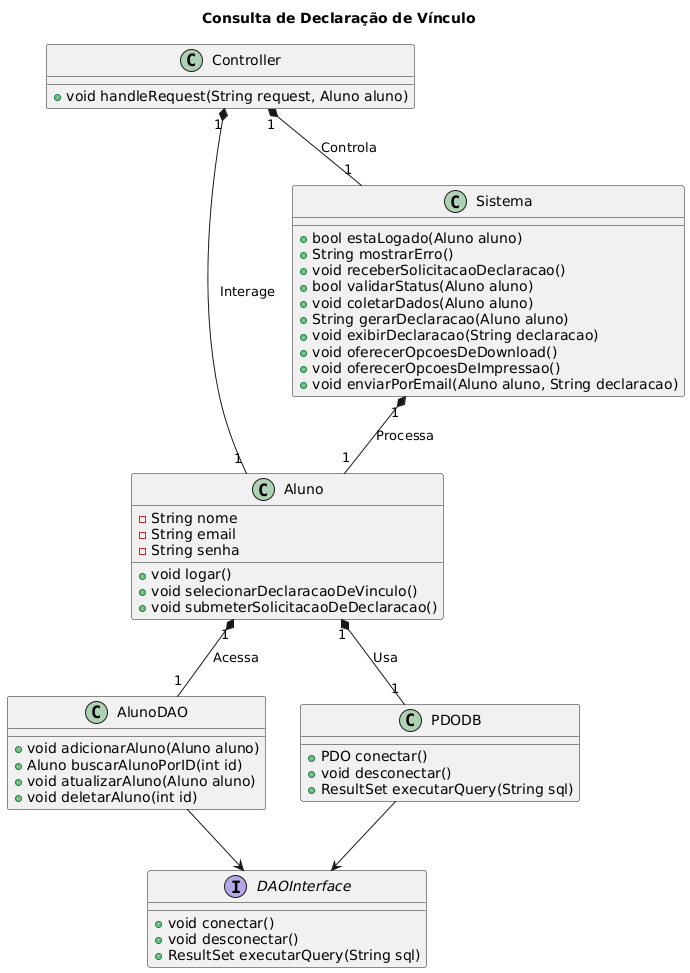 Consulta de Declaração de Vínculo
C Controller
void handleRequest(String request, Aluno aluno)
1
1
Controla
1
C Sistema
bool estaLogado(Aluno aluno)
String mostrarErro()
void receberSolicitacaoDeclaracao()
bool validarStatus(Aluno aluno)
void coletarDados(Aluno aluno)
String gerarDeclaracao(Aluno aluno)
void exibirDeclaracao(String declaracao)
void oferecerOpcoesDeDownload()
void oferecerOpcoesDeImpressao()
void enviarPorEmail(Aluno aluno, String declaracao)
Interage
1
Processa
1
1
C Aluno
String nome
String email
String senha
void logar()
void selecionarDeclaracaoDeVinculo()
void submeterSolicitacaoDeDeclaracao()
1
1
Acessa
Usa
1
1
C AlunoDAO
void adicionarAluno(Aluno aluno)
Aluno buscarAlunoPorID(int id)
void atualizarAluno(Aluno aluno)
void deletarAluno(int id)
C PDODB
PDO conectar()
void desconectar()
ResultSet executarQuery(String sql)
I DAOInterface
void conectar()
void desconectar()
ResultSet executarQuery(String sql)